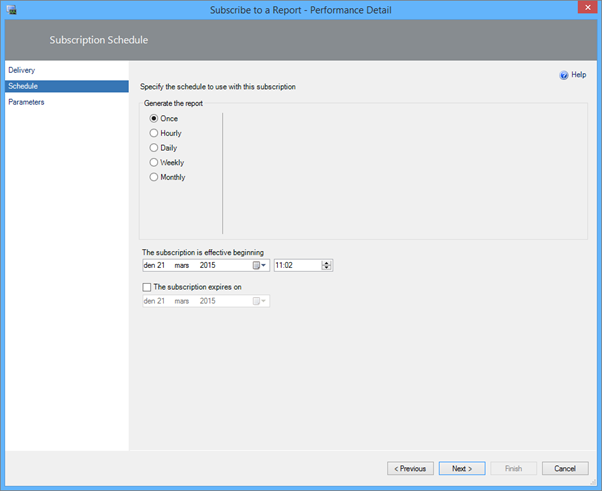 Subscribe to a Report - Performance Detail
Subscription Schedule
Delivery
Schedule
Parameters
Help
Specify the schedule to use with this subscription
Generate the report
Once
Hourly
Daily
Weekly
Monthly
The subscription is effective beginning
den 21 mars 2015 11:02
The subscription expires on
den 21 mars 2015
< Previous Next > Finish Cancel